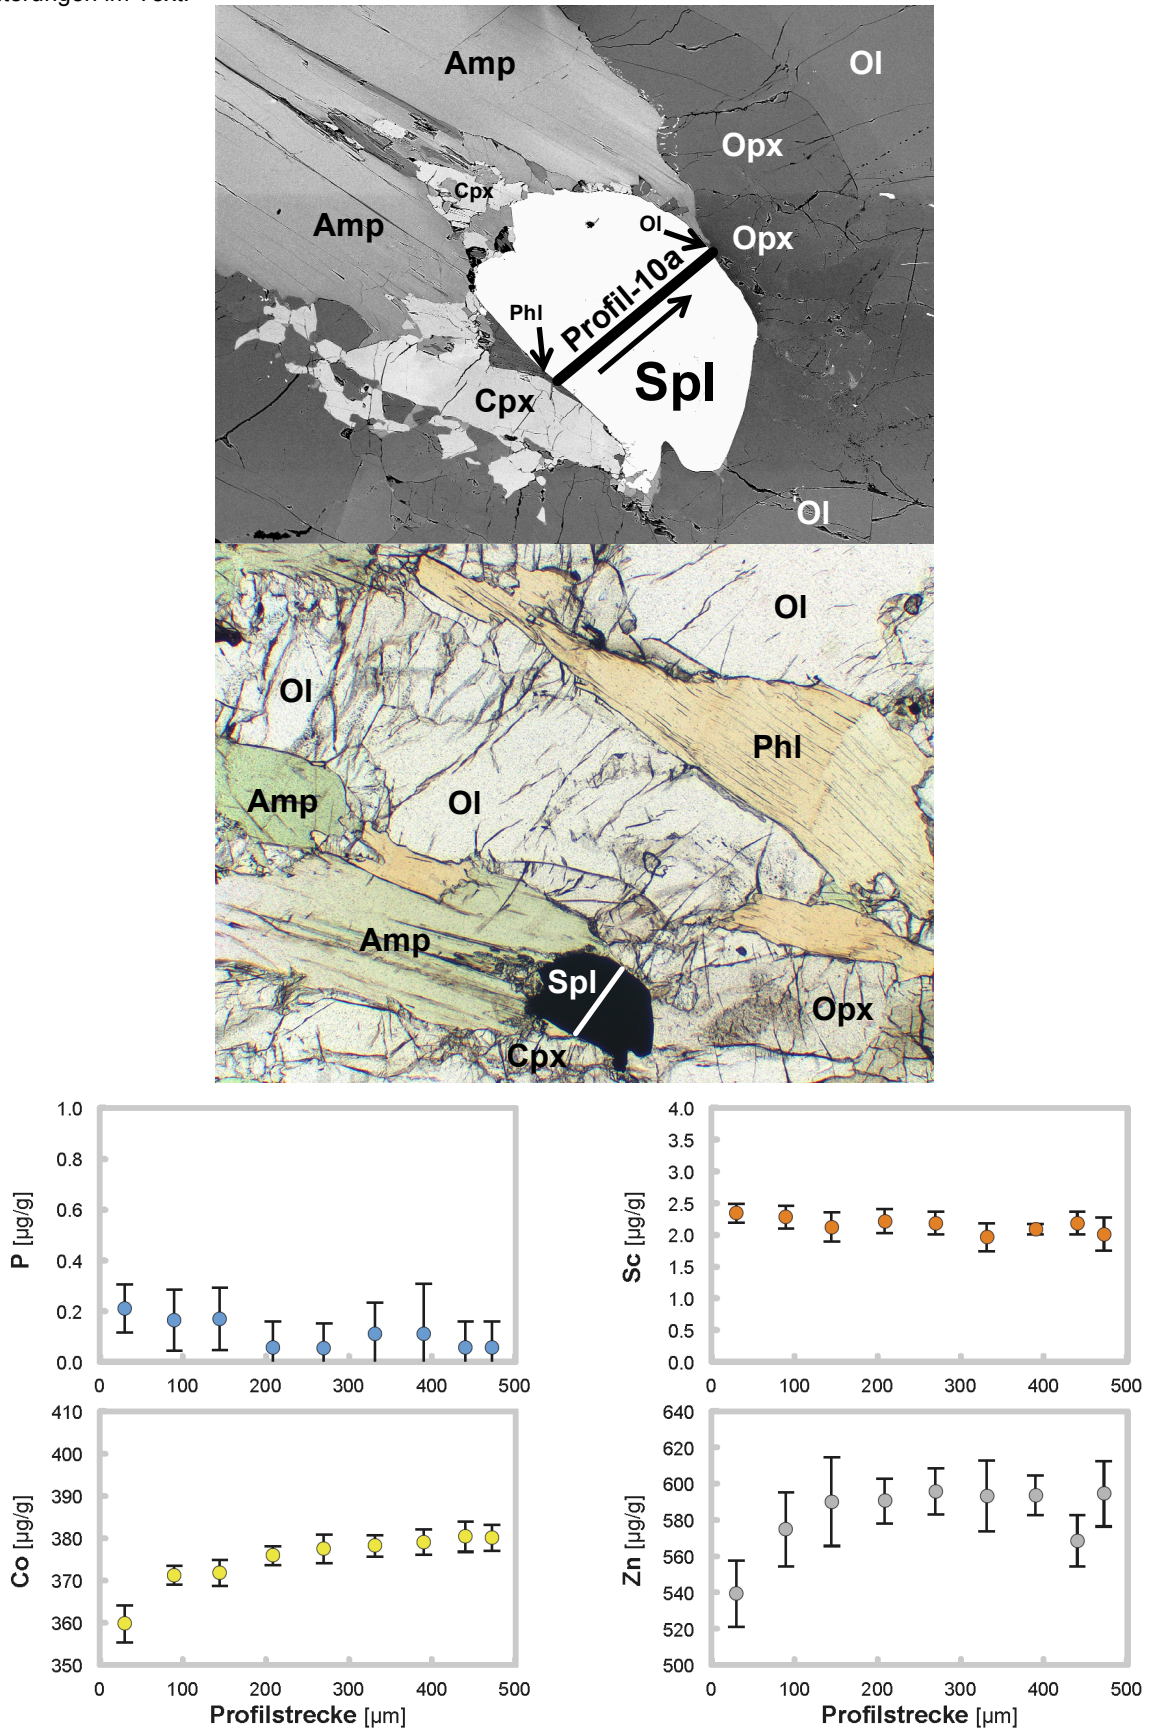 im Text.
Amp
Ol
Opx
Cpx
Amp
Ol
Opx
Profil-10a
Phl
Spl
Cpx
Ol
Ol
Ol
Phl
Amp
Ol
Amp
Spl
Opx
Cpx
1.0
0.8
0.6
0.4
0.2
0.0
P [µg/g]
0 100 200 300 400 500
4.0
3.5
3.0
2.5
2.0
1.5
1.0
0.5
0.0
Sc [µg/g]
0 100 200 300 400 500
410
400
390
380
370
360
350
Co [µg/g]
0 100 200 300 400 500
Profilstrecke [µm]
640
620
600
580
560
540
520
500
Zn [µg/g]
0 100 200 300 400 500
Profilstrecke [µm]